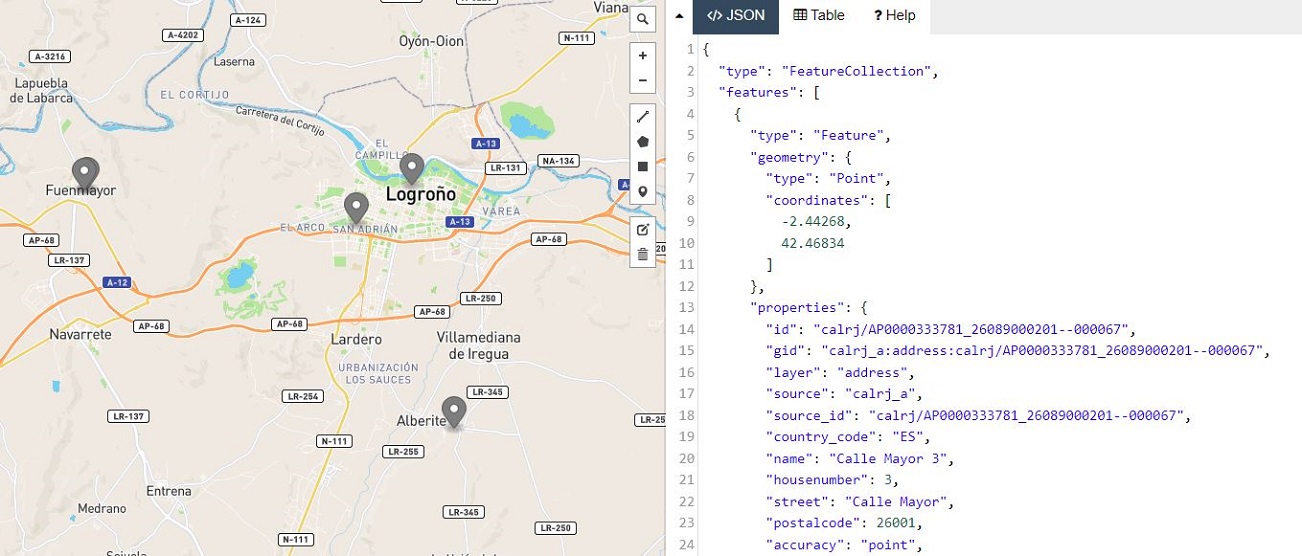 Viana
A-124
A-4202
N-111
Oyón-Oion
A-3216
Laserna
Lapuebla
de Labarca
EL CORTIJO
Carretera del Cortijo
EL
CAMPILLO
A-13
NA-134
LR-131
Fuenmayor
Logroño
VAREA
EL ARCO
SAN ADRIÁN
A-13
AP-68
AP-68
LR-137
A-12
LR-250
AP-68
AP-68
AP-68
Navarrete
Lardero
Villamediana
de Iregua
URBANIZACIÓN
LOS SAUCES
LR-345
LR-254
LR-137
Alberite
N-111
LR-255
Entrena
Medrano
LR-345
LR-250
N-111
JSON
Table
? Help
1 {
2 "type": "FeatureCollection",
3 "features": [
4 {
5 "type": "Feature",
6 "geometry": {
7 "type": "Point",
8 "coordinates": [
9 -2.44268,
10 42.46834
11 ]
12 },
13 "properties": {
14 "id": "calrj/AP0000333781_26089000201--000067",
15 "gid": "calrj_a:address:calrj/AP0000333781_26089000201--000067",
16 "layer": "address",
17 "source": "calrj_a",
18 "source_id": "calrj/AP0000333781_26089000201--000067",
19 "country_code": "ES",
20 "name": "Calle Mayor 3",
21 "housenumber": 3,
22 "street": "Calle Mayor",
23 "postalcode": 26001,
24 "accuracy": "point",